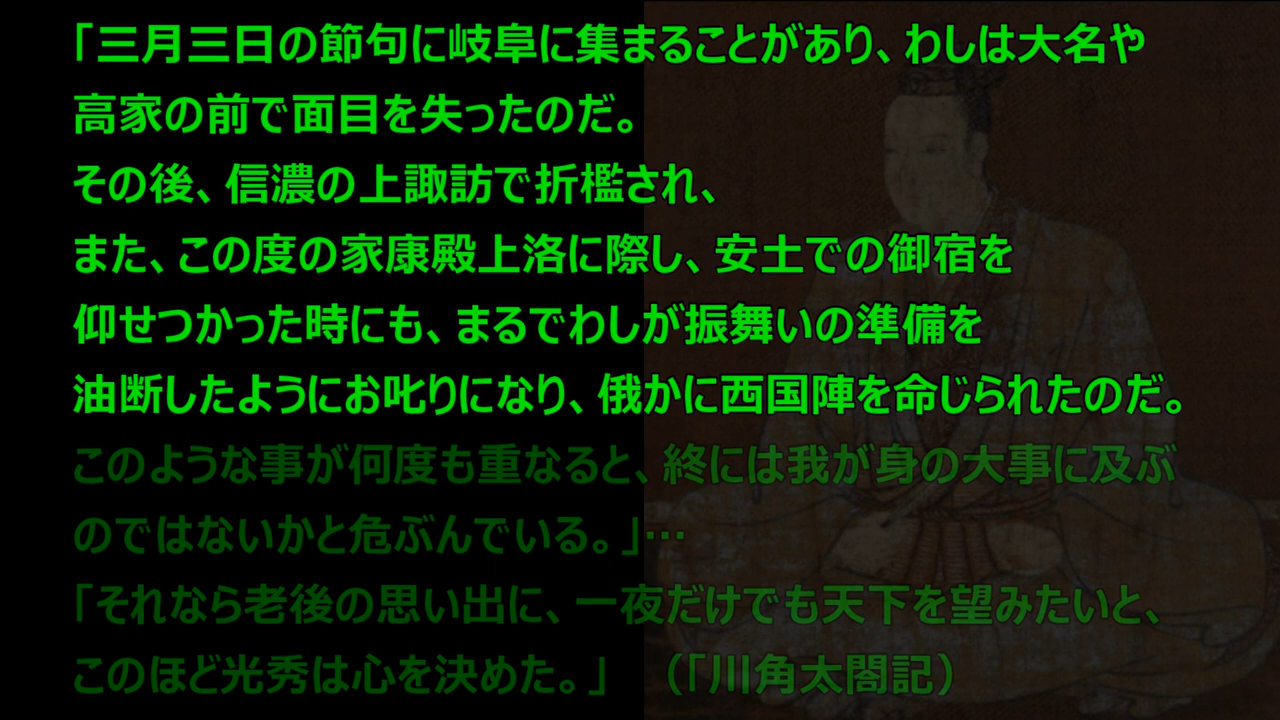 「三月三日の節句に岐阜に集まることがあり、わしは大名や
高家の前で面目を失ったのだ。
その後、信濃の上諏訪で折檻され、
また、この度の家康殿上洛に際し、安土での御宿を
仰せつかった時にも、まるでわしが振舞いの準備を
油断したようにお叱りになり、俄かに西国陣を命じられたのだ。
このような事が何度も重なると、終には我が身の大事に及ぶ
のではないかと危ぶんでいる。」…
「それなら老後の思い出に、一夜だけでも天下を望みたいと、
このほど光秀は心を決めた。」　（「川角太閤記）